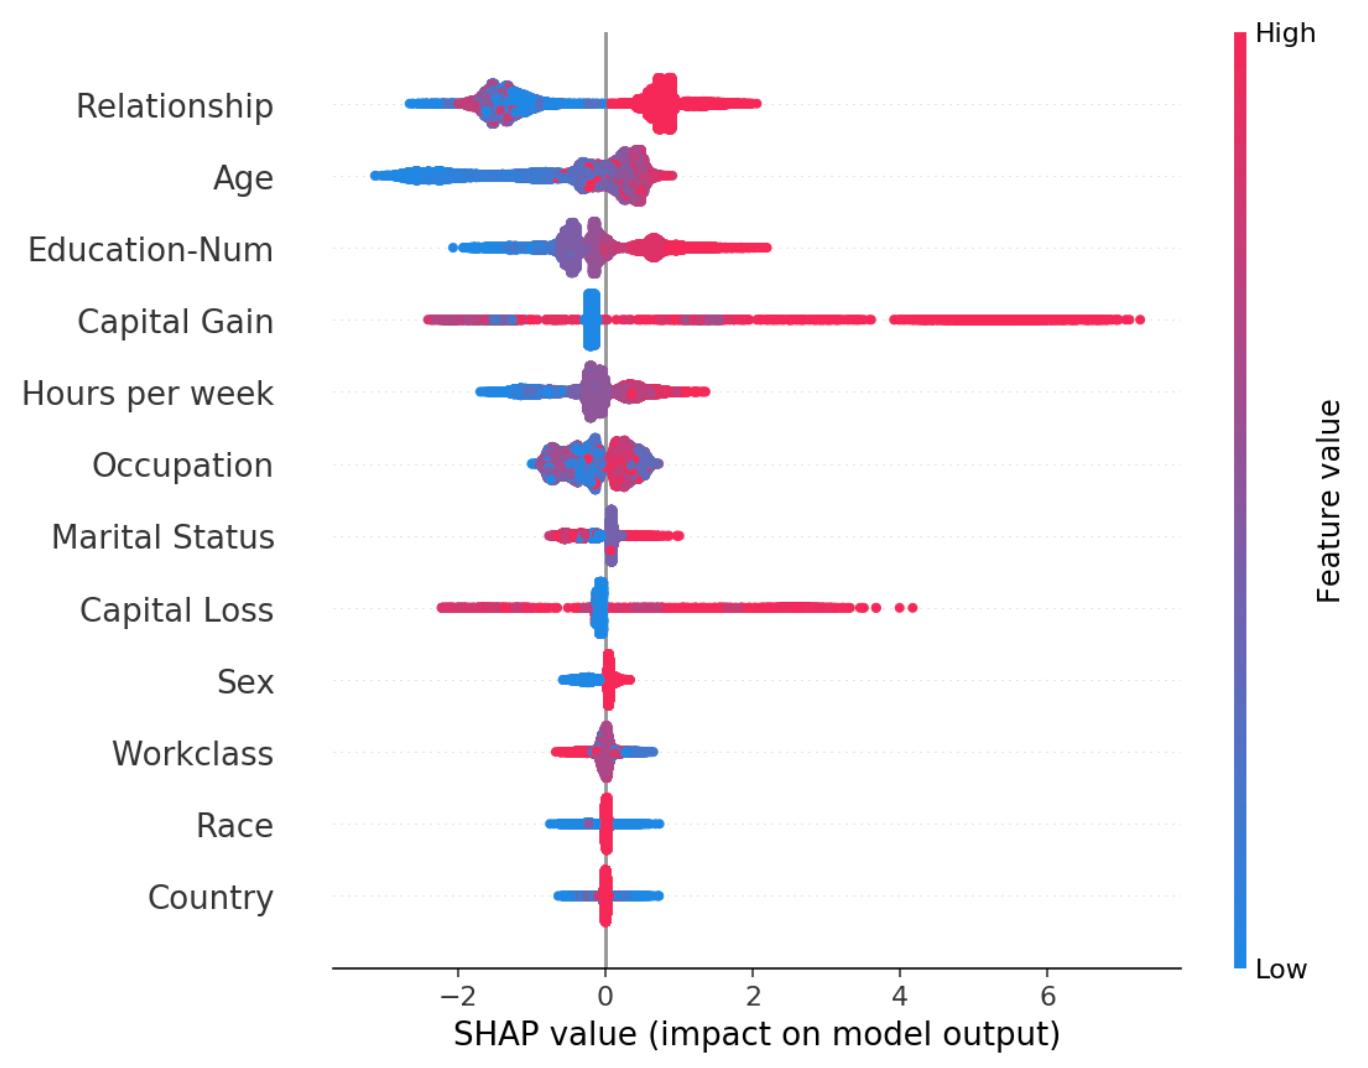 High
Relationship
Age
Education-Num
Capital Gain
Hours per week
Occupation
Marital Status
Capital Loss
Sex
Workclass
Race
Country
Feature value
Low
−2 0 2 4 6
SHAP value (impact on model output)